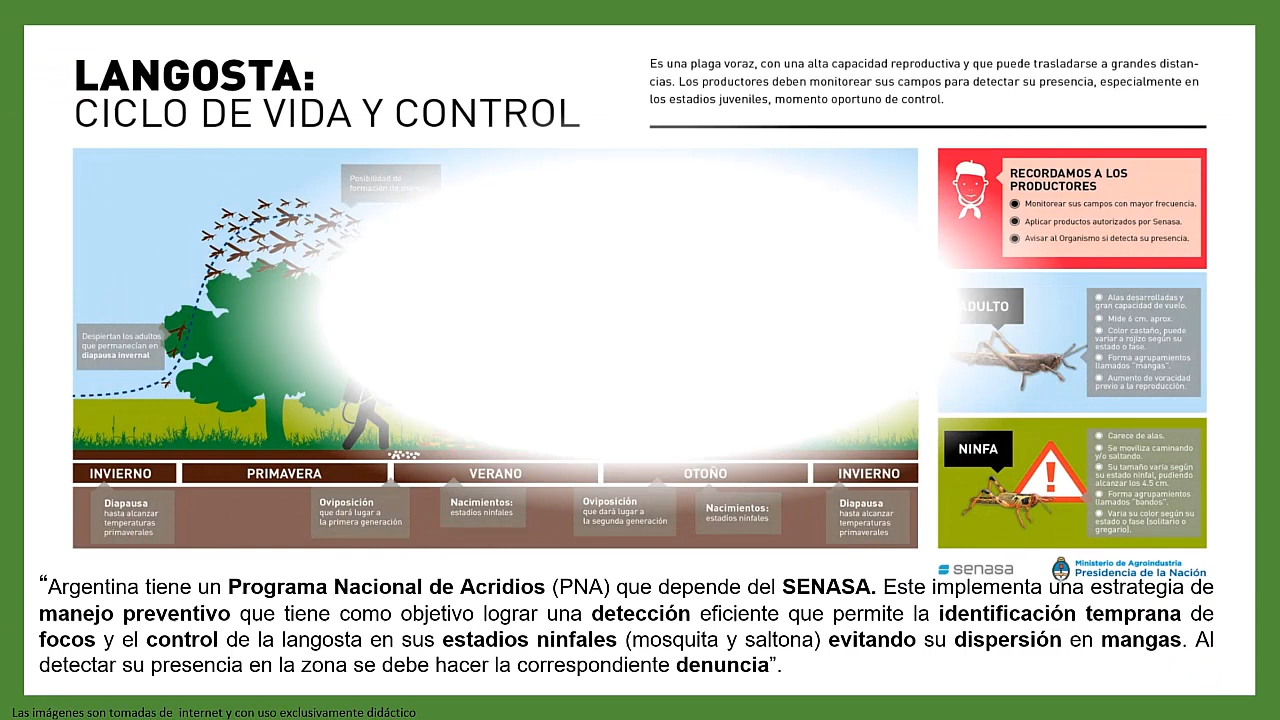 LANGOSTA:
CICLO DE VIDA Y CONTROL
Es una plaga voraz, con una alta capacidad reproductiva y que puede trasladarse a grandes distan-
cias. Los productores deben monitorear sus campos para detectar su presencia, especialmente en
los estadios juveniles, momento oportuno de control.
Posibilidad de
formación de
Despiertan los adultos
que permanecían en
diapausa invernal
INVIERNO
PRIMAVERA
VERANO
OTOÑO
INVIERNO
Diapausa
hasta alcanzar
temperaturas
primaverales
Oviposición
que dará lugar a
la primera generación
Nacimientos:
estadios ninfales
Oviposición
que dará lugar a
la segunda generación
Nacimientos:
estadios ninfales
Diapausa
hasta alcanzar
temperaturas
primaverales
RECORDAMOS A LOS
PRODUCTORES
Monitorear sus campos con mayor frecuencia.
Aplicar productos autorizados por Senasa.
Avisar al Organismo si detecta su presencia.
ADULTO
Alas desarrolladas y
gran capacidad de vuelo.
Mide 6 cm. aprox.
Color castaño, puede
variar a rojizo según su
estado o fase.
Forma agrupamientos
llamados "mangas".
Aumento de voracidad
previo a la reproducción.
NINFA
Carece de alas.
Se moviliza caminando
y/o saltando.
Su tamaño varía según
su estado ninfal, pudiendo
alcanzar los 4.5 cm.
Forma agrupamientos
llamados "bandos".
Varía su color según su
estado o fase (solitario o
gregario).
senasa
Ministerio de Agroindustria
Presidencia de la Nación
“Argentina tiene un Programa Nacional de Acridios (PNA) que depende del SENASA. Este implementa una estrategia de
manejo preventivo que tiene como objetivo lograr una detección eficiente que permite la identificación temprana de
focos y el control de la langosta en sus estadios ninfales (mosquita y saltona) evitando su dispersión en mangas. Al
detectar su presencia en la zona se debe hacer la correspondiente denuncia”.
Las imágenes son tomadas de internet y con uso exclusivamente didáctico